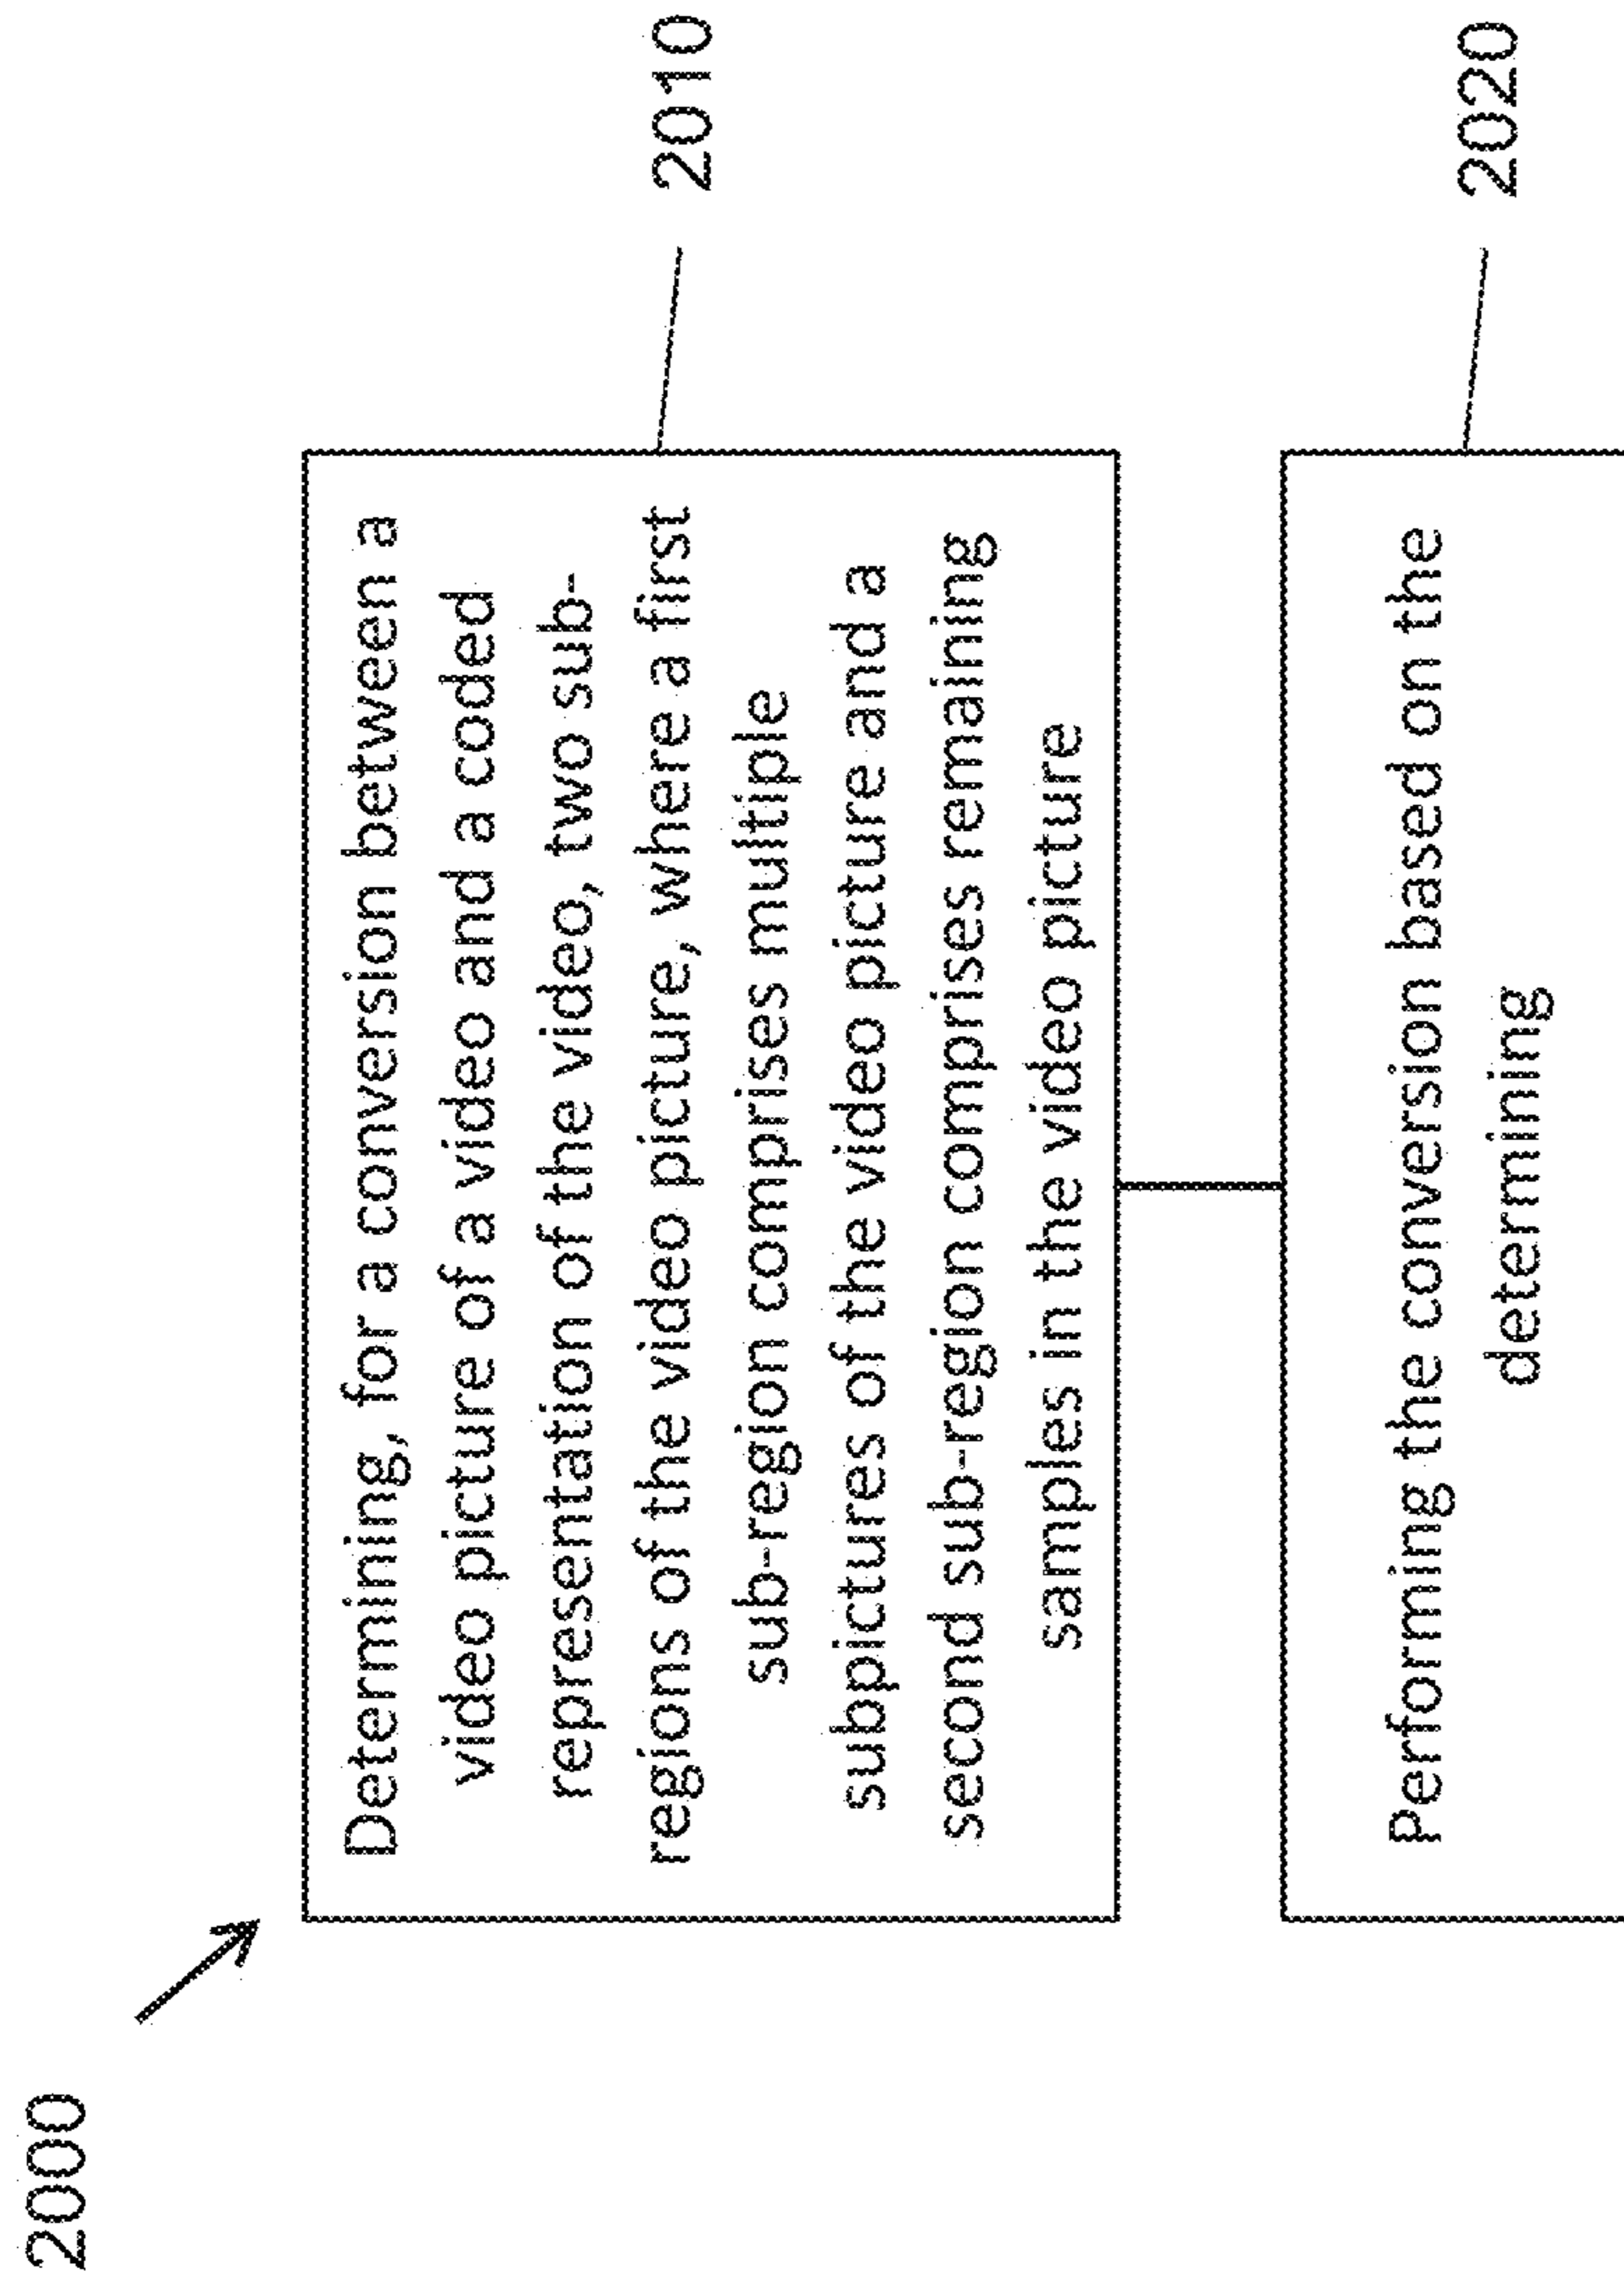 2000
Determining, for a conversion between a
video picture of a video and a coded
representation of the video, two sub-
regions of the video picture, where a first
sub-region comprises multiple
subpictures of the video picture and a
second sub-region comprises remaining
samples in the video picture
2010
Performing the conversion based on the
determining
2020